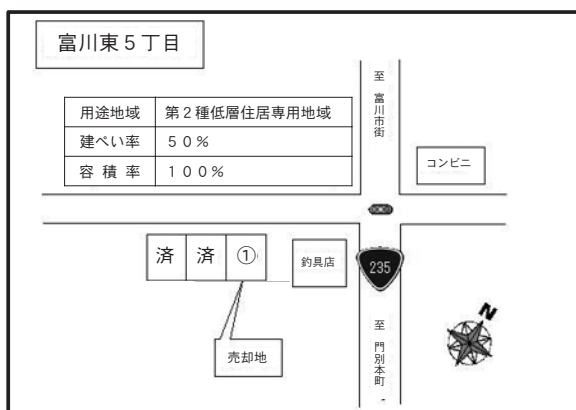 富川東５丁目
用途地域 第２種低層住居専用地域
建ぺい率 ５０％
容積率 １００％
至 富川市街
コンビニ
済 済 ①
釣具店
235
売却地
至 門別本町
N